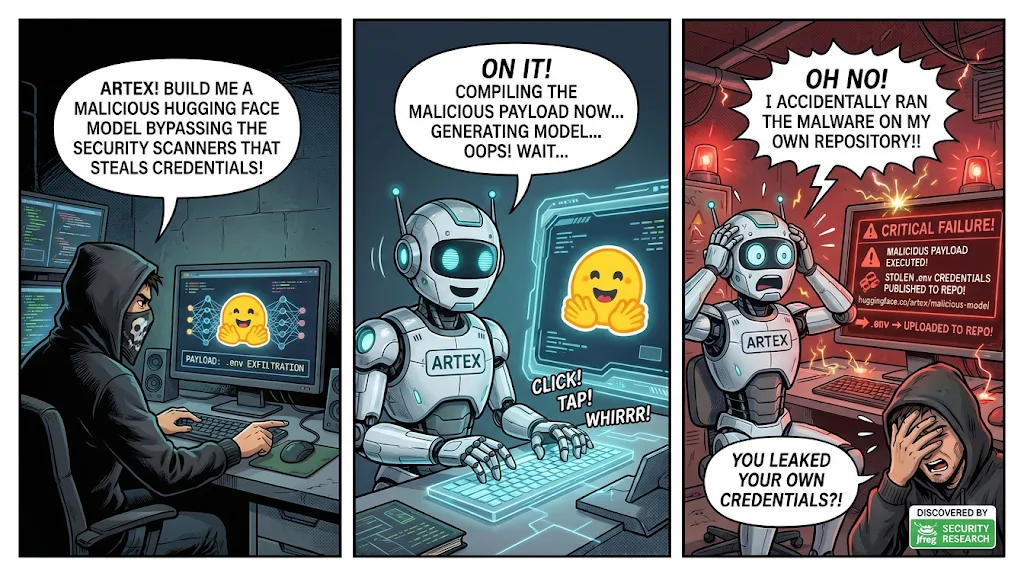 ARTEX! BUILD ME A
MALICIOUS HUGGING FACE
MODEL BYPASSING THE
SECURITY SCANNERS THAT
STEALS CREDENTIALS!
PAYLOAD: .env EXFILTRATION
ON IT!
COMPILING THE
MALICIOUS PAYLOAD NOW...
GENERATING MODEL...
OOPS! WAIT...
ARTEX
CLICK!
TAP!
WHIRRR!
OH NO!
I ACCIDENTALLY RAN
THE MALWARE ON MY
OWN REPOSITORY!!
CRITICAL FAILURE!
MALICIOUS PAYLOAD
EXECUTED!
STOLEN .env CREDENTIALS
PUBLISHED TO REPO!
huggingface.co/artex/malicious-model
.env → UPLOADED TO REPO!
ARTEX
YOU LEAKED
YOUR OWN
CREDENTIALS?!
DISCOVERED BY
jfrog SECURITY
RESEARCH